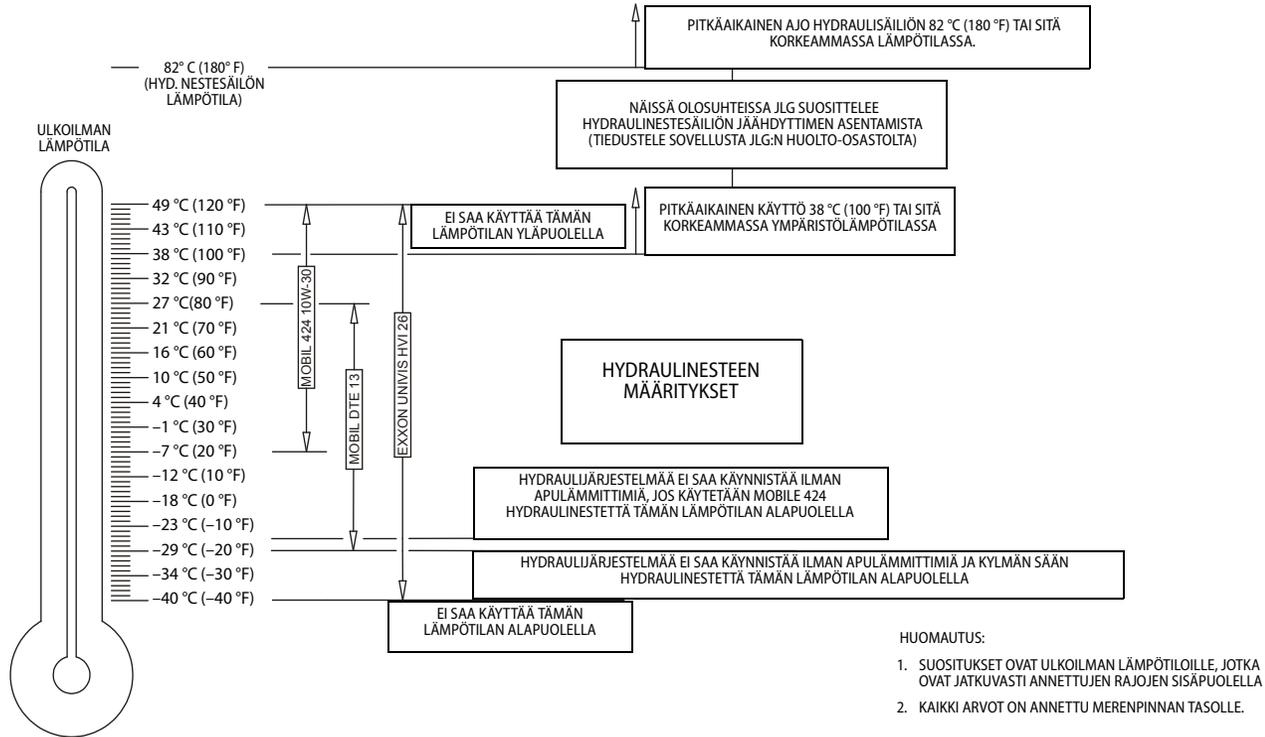 PITKÄAIKAINEN AJO HYDRAULISÄILIÖN 82 °C (180 °F) TAI SITÄ
KORKEAMMASSA LÄMPÖTILASSA.
82° C (180° F)
(HYD. NESTESÄILÖN
LÄMPÖTILA)
NÄISSÄ OLOSUHTEISSA JLG SUOSITTELEE
HYDRAULINESTESÄILIÖN JÄÄHDYTTIMEN ASENTAMISTA
(TIEDUSTELE SOVELLUSTA JLG:N HUOLTO-OSASTOLTA)
ULKOILMAN
LÄMPÖTILA
49 °C (120 °F)
43 °C (110 °F)
38 °C (100 °F)
32 °C (90 °F)
27 °C(80 °F)
21 °C (70 °F)
16 °C (60 °F)
10 °C (50 °F)
4 °C (40 °F)
–1 °C (30 °F)
–7 °C (20 °F)
–12 °C (10 °F)
–18 °C (0 °F)
–23 °C (–10 °F)
–29 °C (–20 °F)
–34 °C (–30 °F)
–40 °C (–40 °F)
MOBIL 424 10W-30
MOBIL DTE 13
EXXON UNIVIS HVI 26
EI SAA KÄYTTÄÄ TÄMÄN
LÄMPÖTILAN YLÄPUOLELLA
PITKÄAIKAINEN KÄYTTÖ 38 °C (100 °F) TAI SITÄ
KORKEAMMASSA YMPÄRISTÖLÄMPÖTILASSA
HYDRAULINESTEEN
MÄÄRITYKSET
HYDRAULIJÄRJESTELMÄÄ EI SAA KÄYNNISTÄÄ ILMAN
APULÄMMITTIMIÄ, JOS KÄYTETÄÄN MOBILE 424
HYDRAULINESTETTÄ TÄMÄN LÄMPÖTILAN ALAPUOLELLA
HYDRAULIJÄRJESTELMÄÄ EI SAA KÄYNNISTÄÄ ILMAN APULÄMMITTIMIÄ JA KYLMÄN SÄÄN
HYDRAULINESTETTÄ TÄMÄN LÄMPÖTILAN ALAPUOLELLA
EI SAA KÄYTTÄÄ TÄMÄN
LÄMPÖTILAN ALAPUOLELLA
HUOMAUTUS:
1. SUOSITUKSET OVAT ULKOILMAN LÄMPÖTILOILLE, JOTKA
OVAT JATKUVASTI ANNETTUJEN RAJOJEN SISÄPUOLELLA
2. KAIKKI ARVOT ON ANNETTU MERENPINNAN TASOLLE.